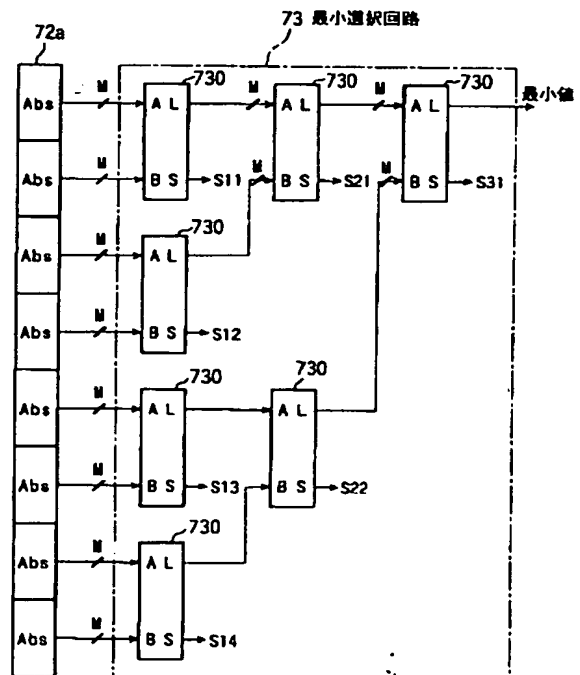 73 最小選択回路
72a
730 730 730
Abs M A L M A L M A L 最小値
Abs M B S S11 M B S S21 M B S S31
730
Abs M A L
Abs M B S S12
730 730
Abs M A L A L
Abs M B S S13 B S S22
730
Abs M A L
Abs M B S S14